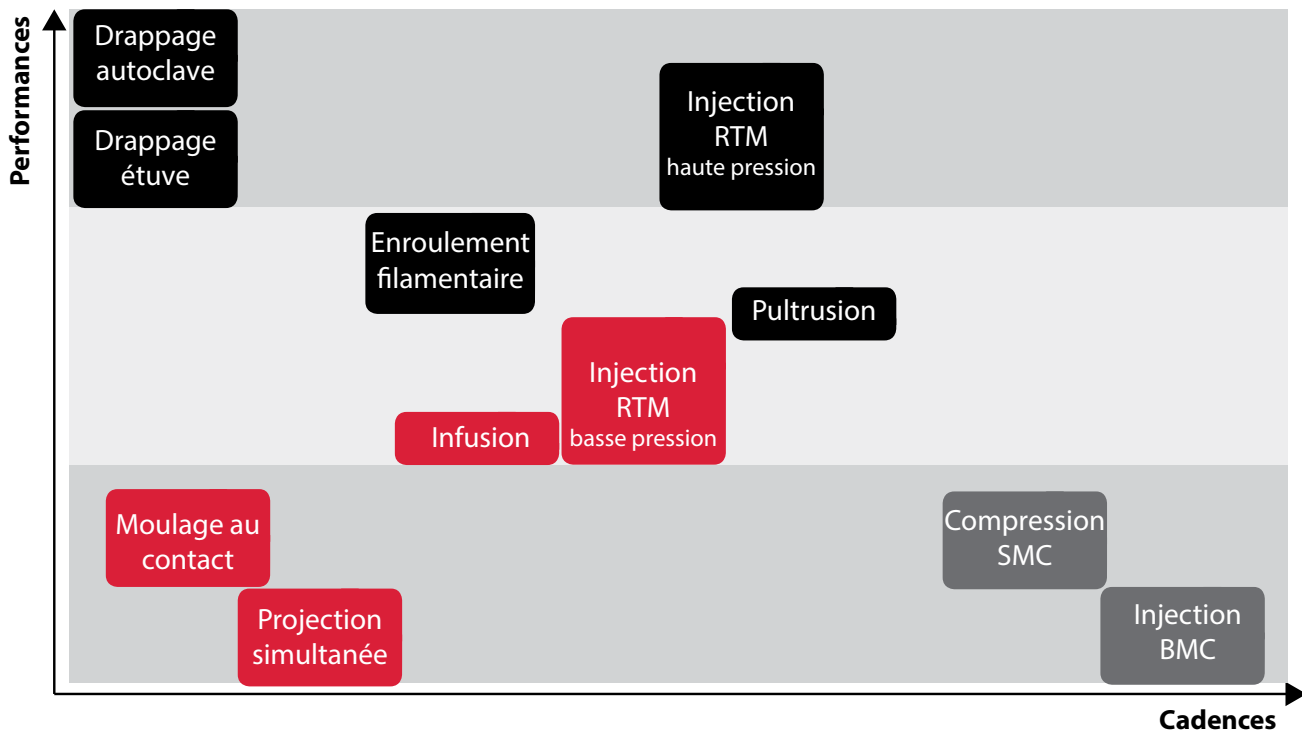 Performances
Drappage
autoclave
Drappage
étuve
Injection
RTM
haute pression
Enroulement
filamentaire
Pultrusion
Injection
RTM
basse pression
Infusion
Moulage au
contact
Projection
simultanée
Compression
SMC
Injection
BMC
Cadences